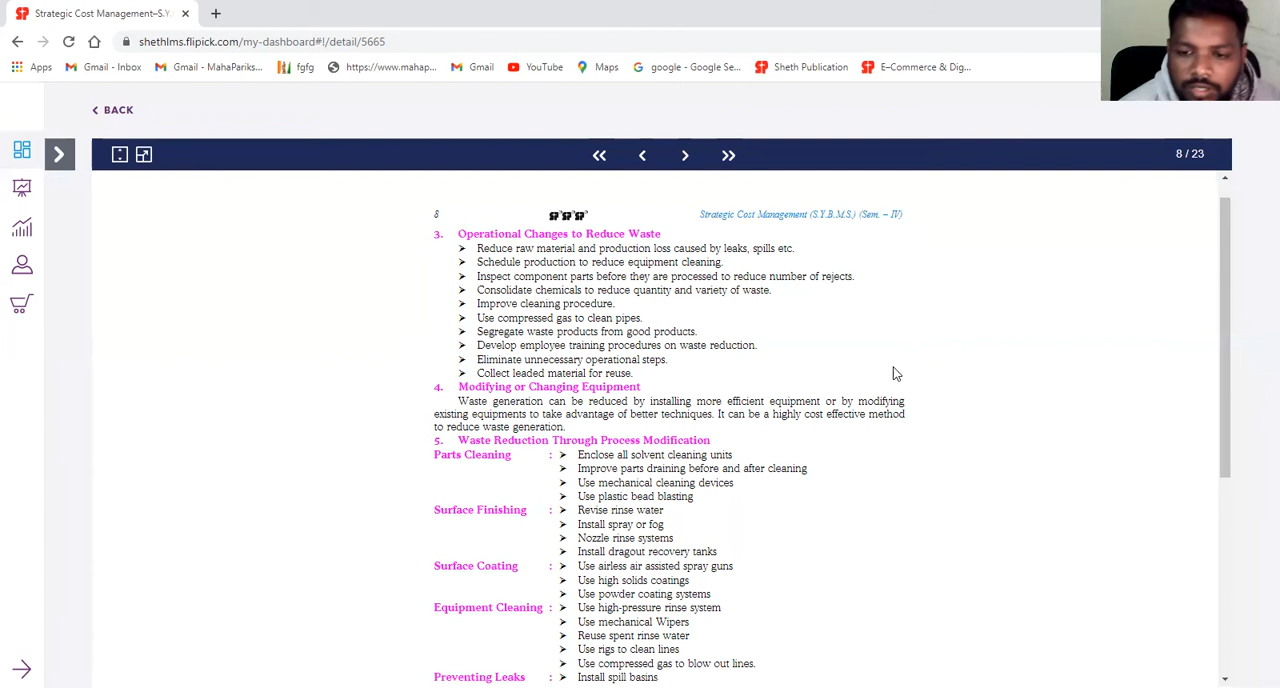 Strategic Cost Management–S.Y.
shethlms.flipick.com/my-dashboard#!/detail/5665
Apps Gmail - Inbox Gmail - MahaPariks... fgfg https://www.mahap... Gmail YouTube Maps google - Google Se... Sheth Publication E–Commerce & Dig...
BACK
8 / 23
8 Strategic Cost Management (S.Y.B.M.S.) (Sem. – IV)
3. Operational Changes to Reduce Waste
➢ Reduce raw material and production loss caused by leaks, spills etc.
➢ Schedule production to reduce equipment cleaning.
➢ Inspect component parts before they are processed to reduce number of rejects.
➢ Consolidate chemicals to reduce quantity and variety of waste.
➢ Improve cleaning procedure.
➢ Use compressed gas to clean pipes.
➢ Segregate waste products from good products.
➢ Develop employee training procedures on waste reduction.
➢ Eliminate unnecessary operational steps.
➢ Collect leaded material for reuse.
4. Modifying or Changing Equipment
Waste generation can be reduced by installing more efficient equipment or by modifying
existing equipments to take advantage of better techniques. It can be a highly cost effective method
to reduce waste generation.
5. Waste Reduction Through Process Modification
Parts Cleaning : ➢ Enclose all solvent cleaning units
➢ Improve parts draining before and after cleaning
➢ Use mechanical cleaning devices
➢ Use plastic bead blasting
Surface Finishing : ➢ Revise rinse water
➢ Install spray or fog
➢ Nozzle rinse systems
➢ Install dragout recovery tanks
Surface Coating : ➢ Use airless air assisted spray guns
➢ Use high solids coatings
➢ Use powder coating systems
Equipment Cleaning : ➢ Use high-pressure rinse system
➢ Use mechanical Wipers
➢ Reuse spent rinse water
➢ Use rigs to clean lines
➢ Use compressed gas to blow out lines.
Preventing Leaks : ➢ Install spill basins